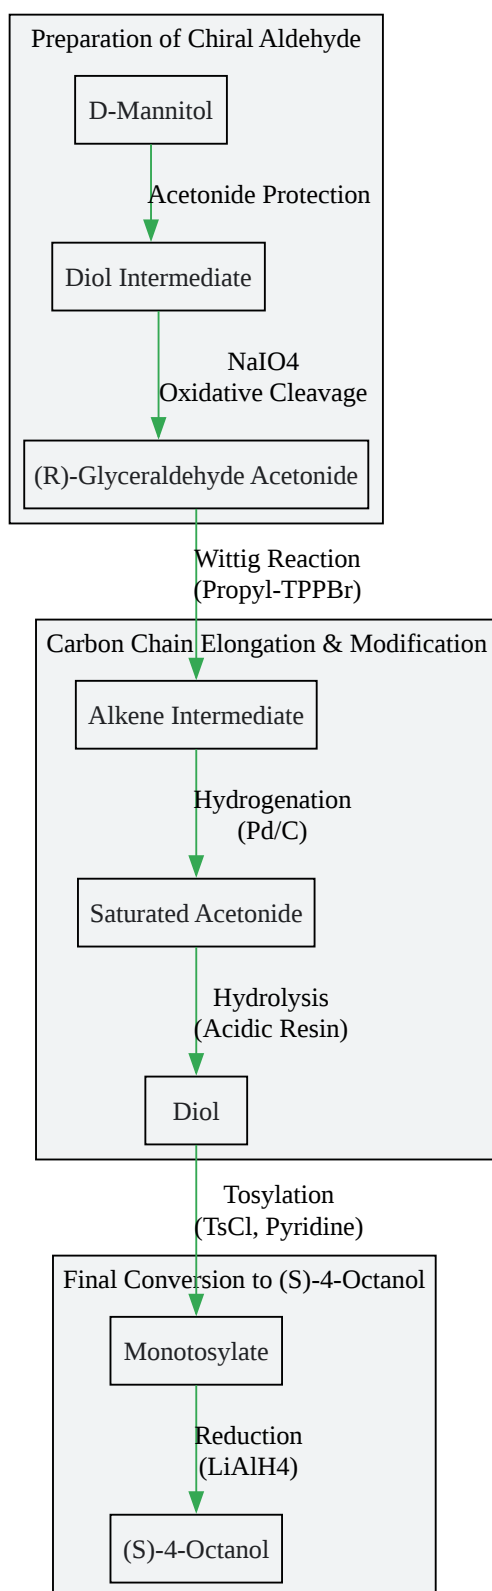 Preparation of Chiral Aldehyde
D-Mannitol
Acetonide Protection
Diol Intermediate
NaIO4
Oxidative Cleavage
(R)-Glyceraldehyde Acetonide
Wittig Reaction
(Propyl-TPPBr)
Carbon Chain Elongation & Modification
Alkene Intermediate
Hydrogenation
(Pd/C)
Saturated Acetonide
Hydrolysis
(Acidic Resin)
Diol
Tosylation
(TsCl, Pyridine)
Final Conversion to (S)-4-Octanol
Monotosylate
Reduction
(LiAlH4)
(S)-4-Octanol